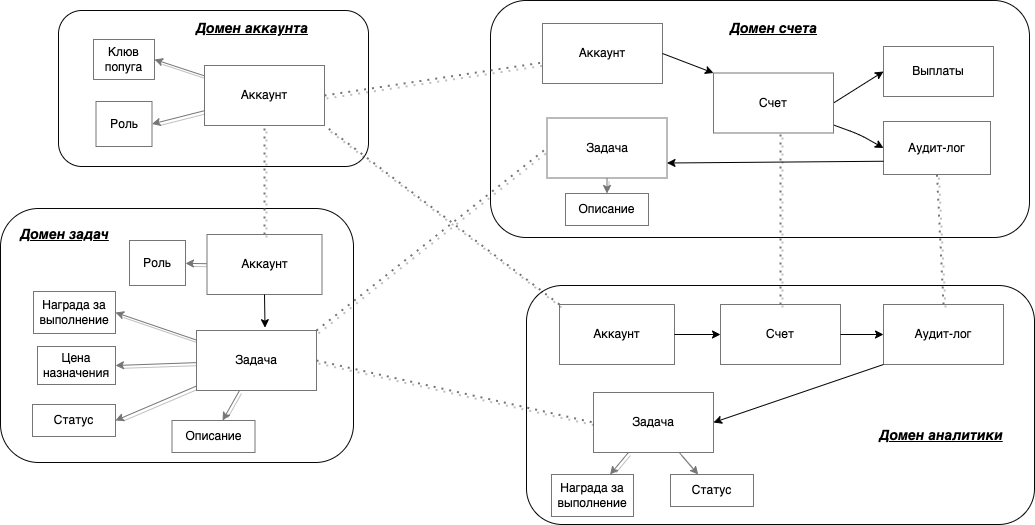 Домен аккаунта
Клюв
попуга
Аккаунт
Роль
Домен счета
Аккаунт
Счет
Выплаты
Задача
Аудит-лог
Описание
Домен задач
Роль
Аккаунт
Награда за
выполнение
Цена
назначения
Задача
Статус
Описание
Аккаунт
Счет
Аудит-лог
Задача
Домен аналитики
Награда за
выполнение
Статус